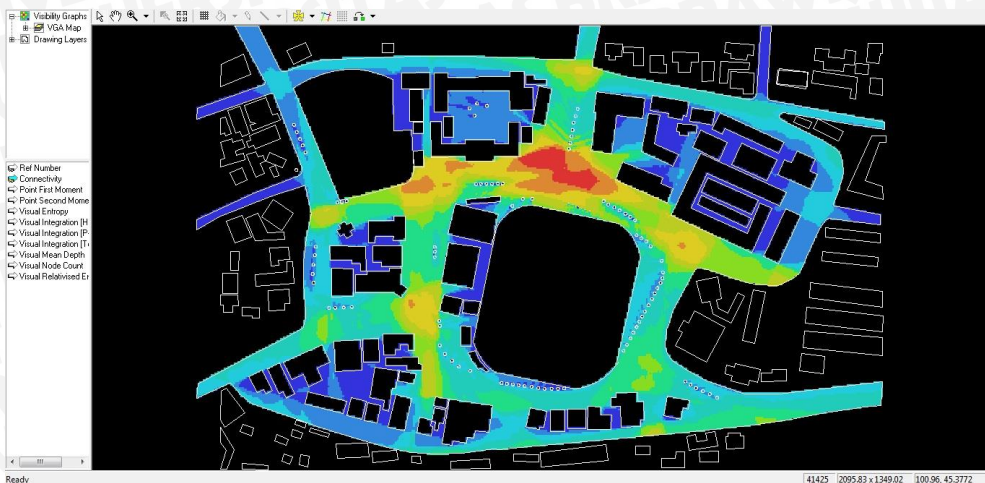 Visibility Graphs
VGA Map
Drawing Layers
Ref Number
Connectivity
Point First Moment
Point Second Mome
Visual Entropy
Visual Integration [H
Visual Integration [P-
Visual Integration [T
Visual Mean Depth
Visual Node Count
Visual Relativised Er
Ready
41425 2095.83 x 1349.02 100.96, 45.3772